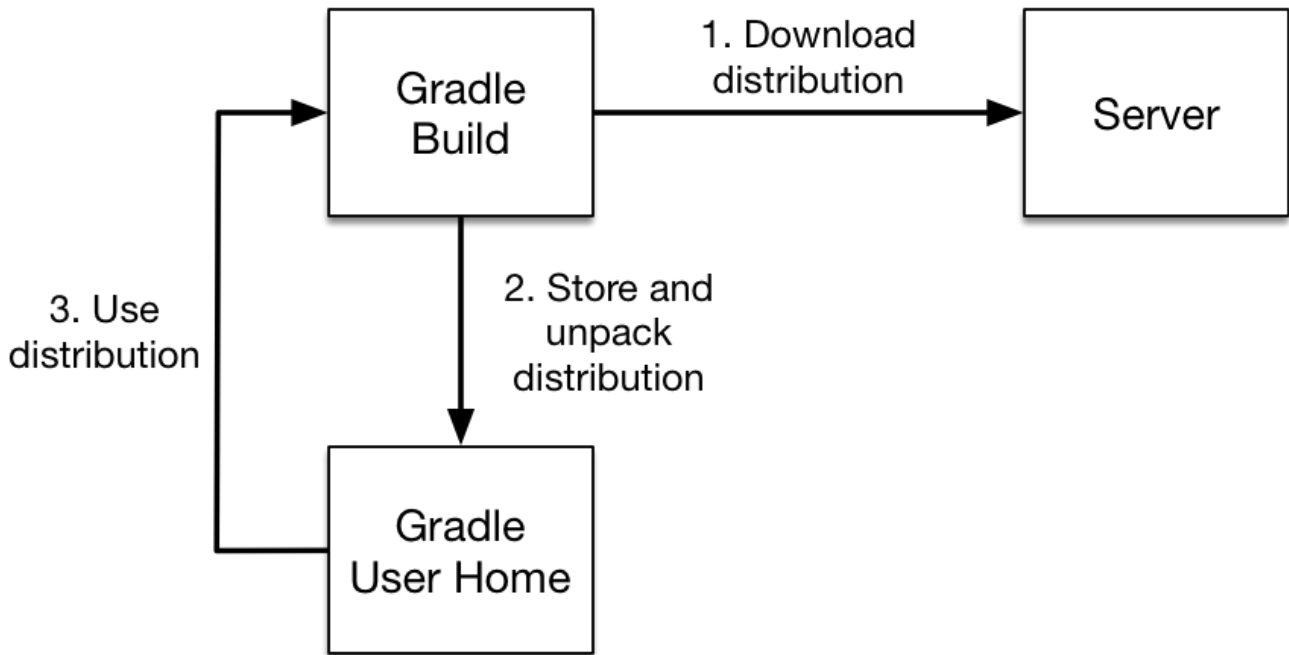 Gradle
Build
1. Download
distribution
Server
2. Store and
unpack
distribution
3. Use
distribution
Gradle
User Home